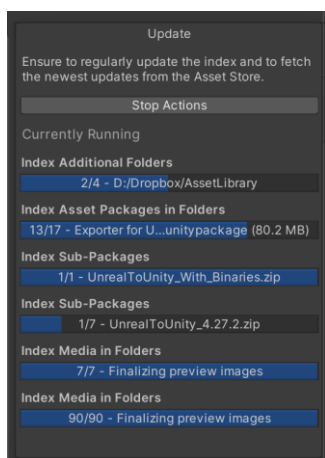 Update
Ensure to regularly update the index and to fetch
the newest updates from the Asset Store.
Stop Actions
Currently Running
Index Additional Folders
2/4 - D:/Dropbox/AssetLibrary
Index Asset Packages in Folders
13/17 - Exporter for U...unitypackage (80.2 MB)
Index Sub-Packages
1/1 - UnrealToUnity_With_Binaries.zip
Index Sub-Packages
1/7 - UnrealToUnity_4.27.2.zip
Index Media in Folders
7/7 - Finalizing preview images
Index Media in Folders
90/90 - Finalizing preview images